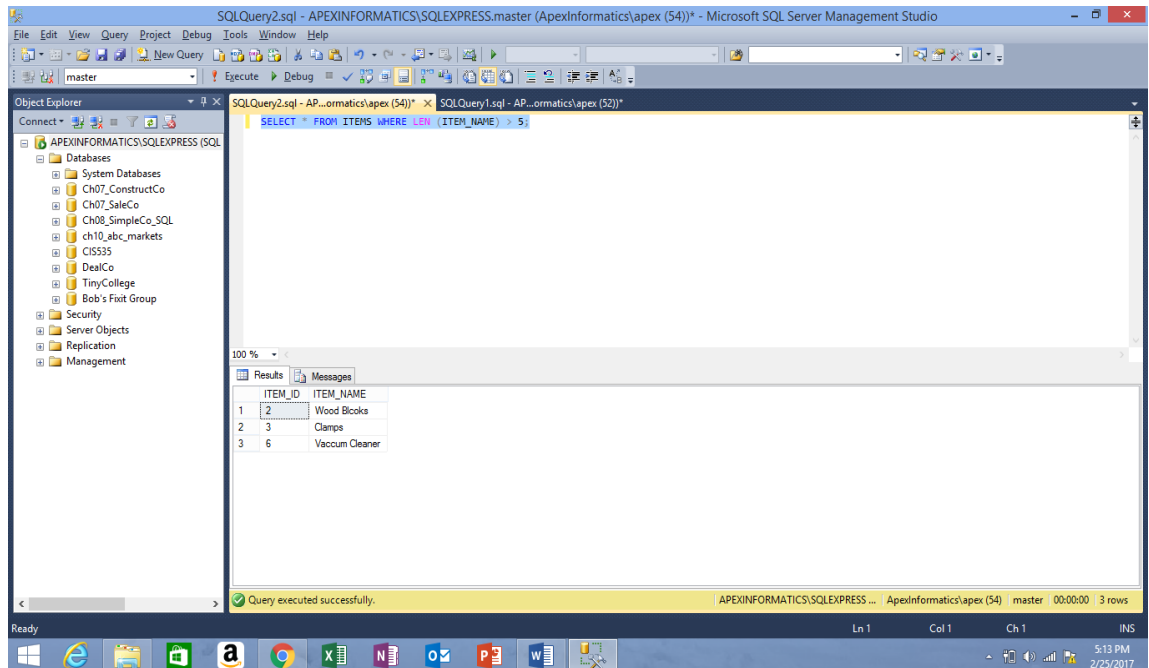 SQLQuery2.sql - APEXINFORMATICS\SQLEXPRESS.master (ApexInformatics\apex (54))* - Microsoft SQL Server Management Studio
File Edit View Query Project Debug Tools Window Help
New Query
master Execute Debug
Object Explorer
SQLQuery2.sql - AP...ormatics\apex (54))* SQLQuery1.sql - AP...ormatics\apex (52))*
Connect
SELECT * FROM ITEMS WHERE LEN (ITEM_NAME) > 5;
APEXINFORMATICS\SQLEXPRESS (SQL
Databases
System Databases
Ch07_ConstructCo
Ch07_SaleCo
Ch08_SimpleCo_SQL
ch10_abc_markets
CIS535
DealCo
TinyCollege
Bob's Fixit Group
Security
Server Objects
Replication
Management
100 %
Results Messages
ITEM_ID ITEM_NAME
1 2 Wood Blcoks
2 3 Clamps
3 6 Vaccum Cleaner
Query executed successfully. APEXINFORMATICS\SQLEXPRESS ... ApexInformatics\apex (54) master 00:00:00 3 rows
Ready Ln 1 Col 1 Ch 1 INS
5:13 PM
2/25/2017